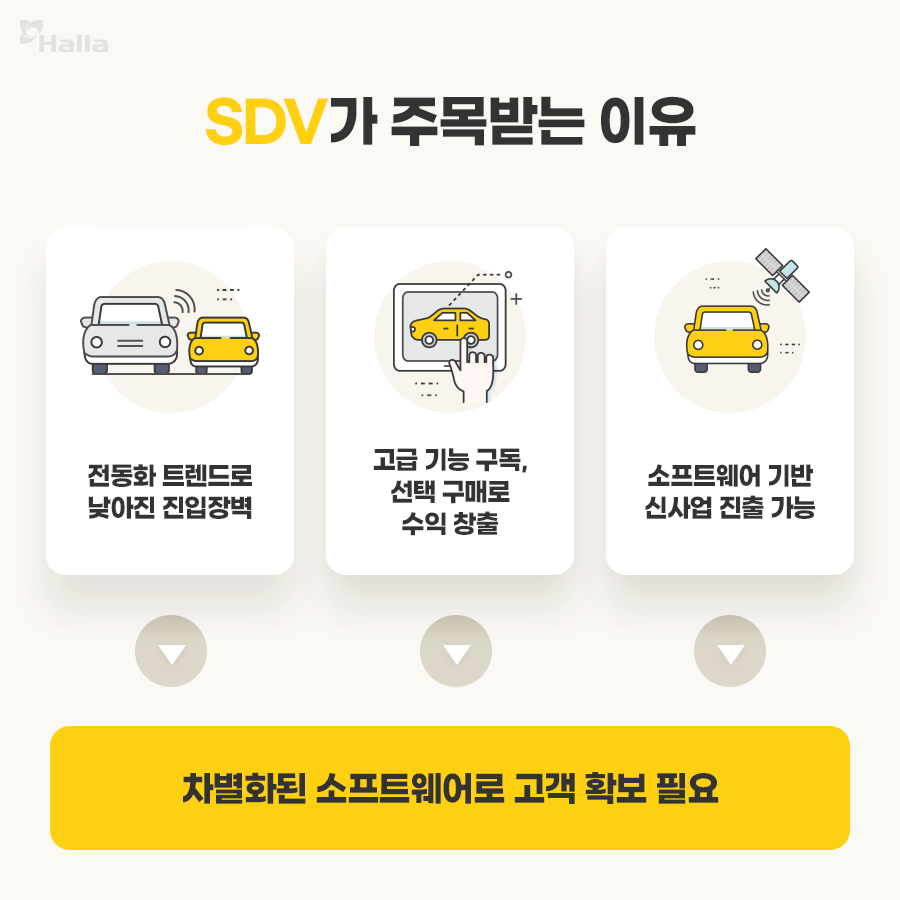 Halla
SDV가 주목받는 이유
전동화 트렌드로
낮아진 진입장벽
고급 기능 구독,
선택 구매로
수익 창출
소프트웨어 기반
신사업 진출 가능
차별화된 소프트웨어로 고객 확보 필요